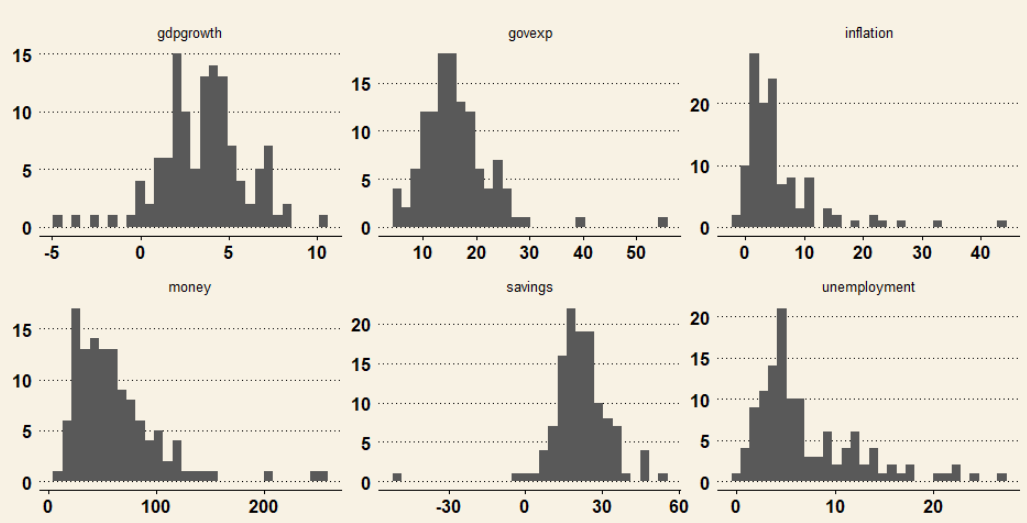 gdpgrowth govexp inflation
15 10 5 0
15 10 5 0
20 10 0
-5 0 5 10
10 20 30 40 50
0 10 20 30 40
money savings unemployment
15 10 5 0
20 15 10 5 0
20 15 10 5 0
0 100 200
-30 0 30 60
0 10 20